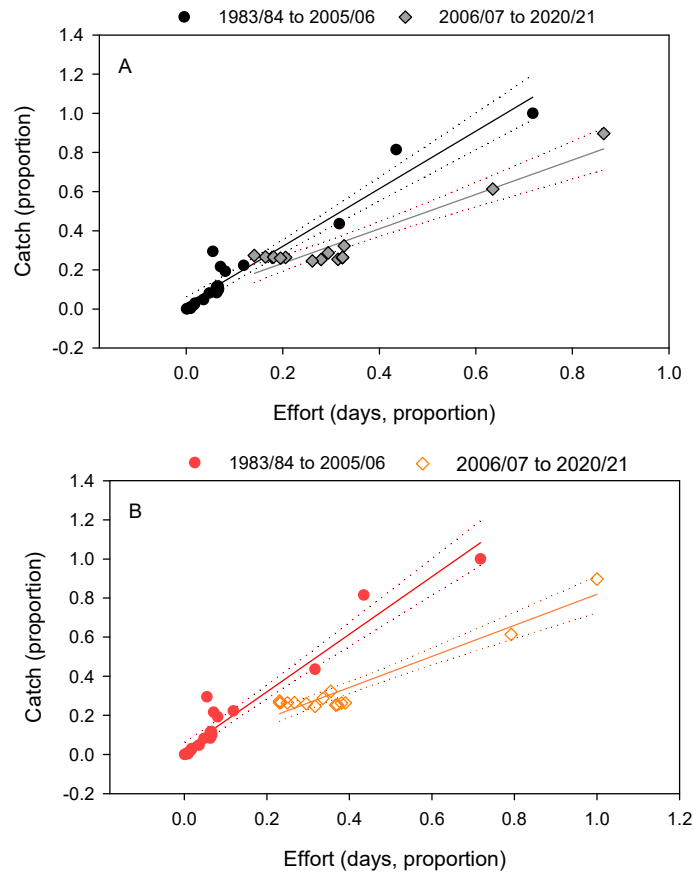 1983/84 to 2005/06 2006/07 to 2020/21
1.4
A
1.2
1.0
0.8
0.6
0.4
0.2
0.0
-0.2
Catch (proportion)
0.0 0.2 0.4 0.6 0.8 1.0
Effort (days, proportion)
1983/84 to 2005/06 2006/07 to 2020/21
1.4
B
1.2
1.0
0.8
0.6
0.4
0.2
0.0
-0.2
Catch (proportion)
0.0 0.2 0.4 0.6 0.8 1.0 1.2
Effort (days, proportion)